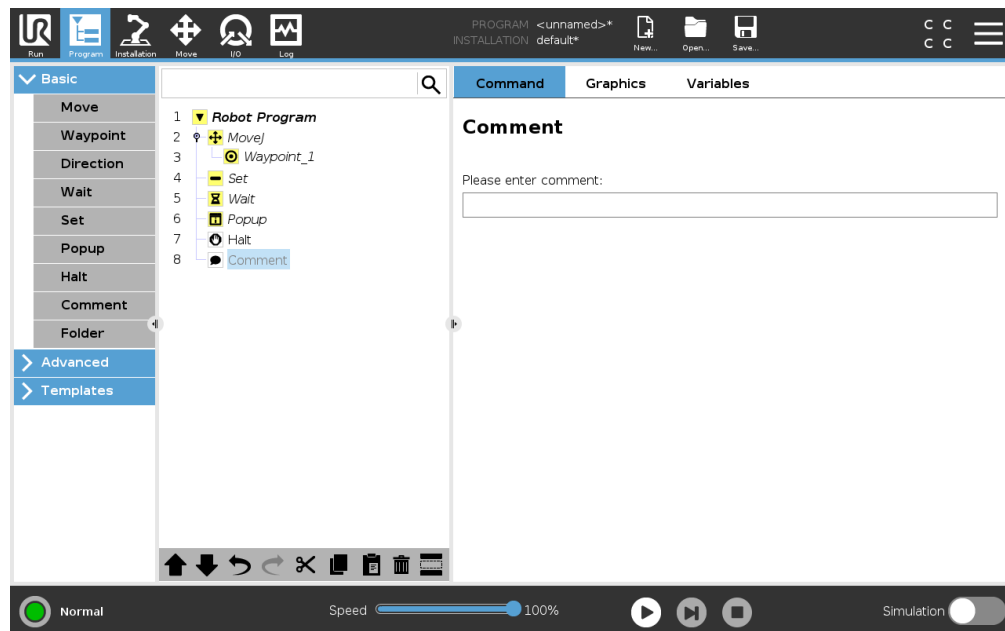 UR
PROGRAM <unnamed>*
INSTALLATION default*
C C
C C
Run Program Installation Move I/O Log New... Open... Save...
Basic
Move
Waypoint
Direction
Wait
Set
Popup
Halt
Comment
Folder
Advanced
Templates
1 Robot Program
2 MoveJ
3 Waypoint_1
4 Set
5 Wait
6 Popup
7 Halt
8 Comment
Command Graphics Variables
Comment
Please enter comment:
Normal Speed 100% Simulation